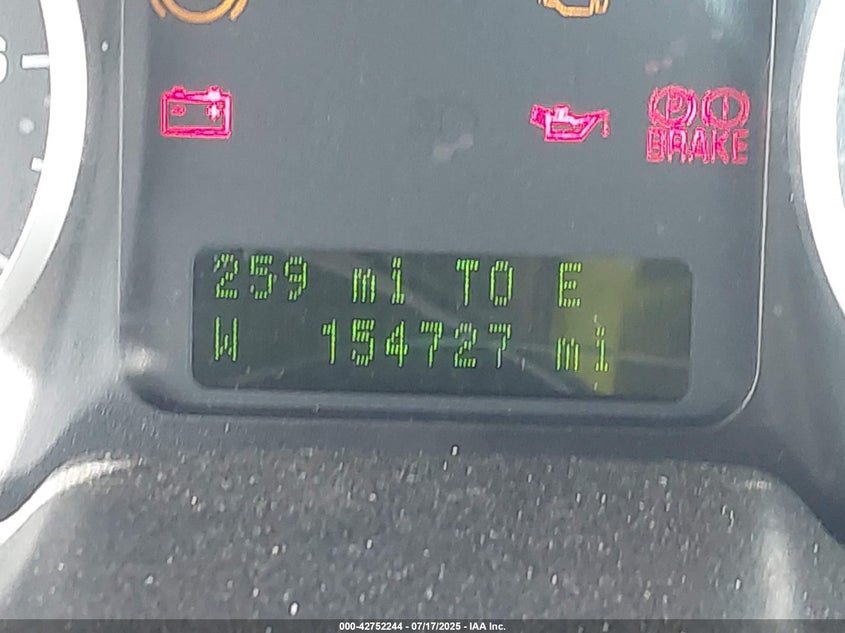 P !
BRAKE
259 mi TO E
W 154727 mi
000-42752244 - 07/17/2025 - IAA Inc.